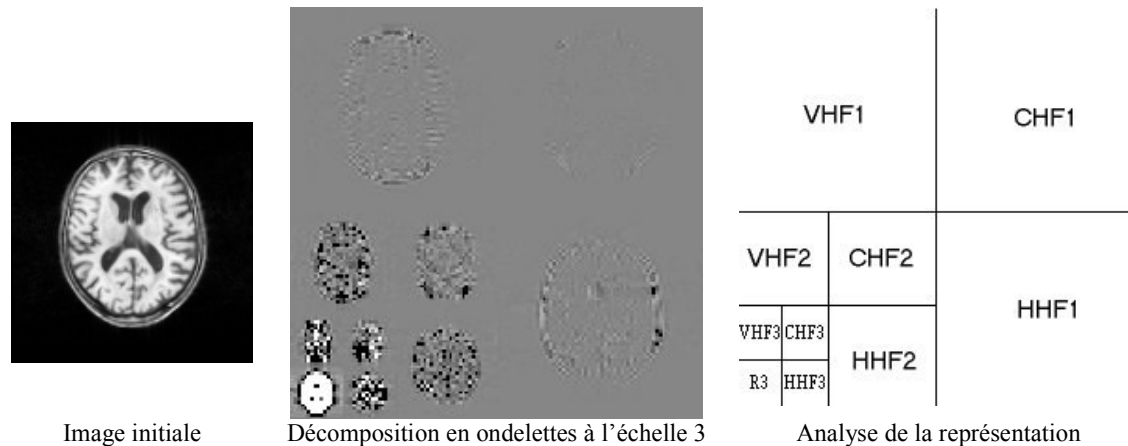 VHF1
CHF1
VHF2
CHF2
HHF1
VHF3
CHF3
HHF2
R3
HHF3
Image initiale
Décomposition en ondelettes à l’échelle 3
Analyse de la représentation